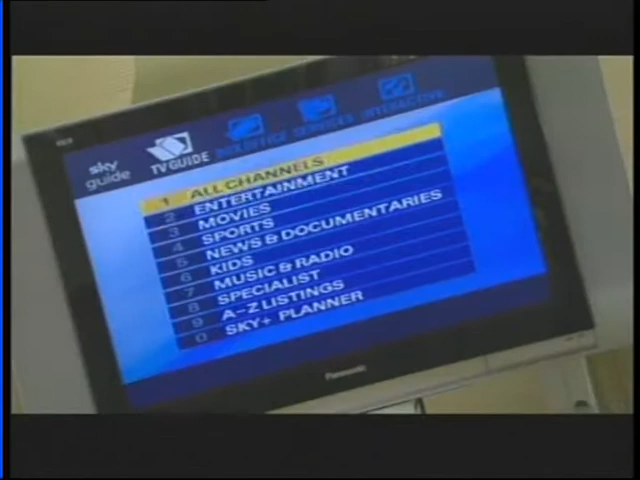 sky
guide
TV GUIDE
BOX OFFICE
SERVICES
INTERACTIVE
1 ALL CHANNELS
2 ENTERTAINMENT
3 MOVIES
4 SPORTS
5 NEWS & DOCUMENTARIES
6 KIDS
7 MUSIC & RADIO
8 SPECIALIST
9 A-Z LISTINGS
0 SKY+ PLANNER
Panasonic